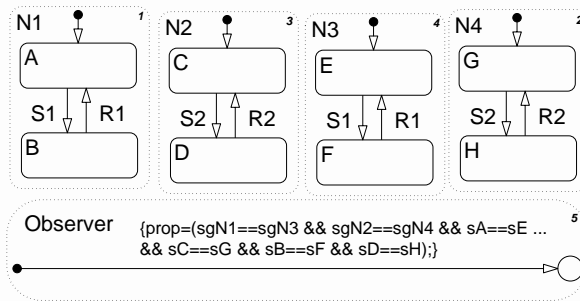 N1 1
A
S1 R1
B
N2 3
C
S2 R2
D
N3 4
E
S1 R1
F
N4 2
G
S2 R2
H
Observer 5
{prop=(sgN1==sgN3 && sgN2==sgN4 && sA==sE ...
&& sC==sG && sB==sF && sD==sH);}